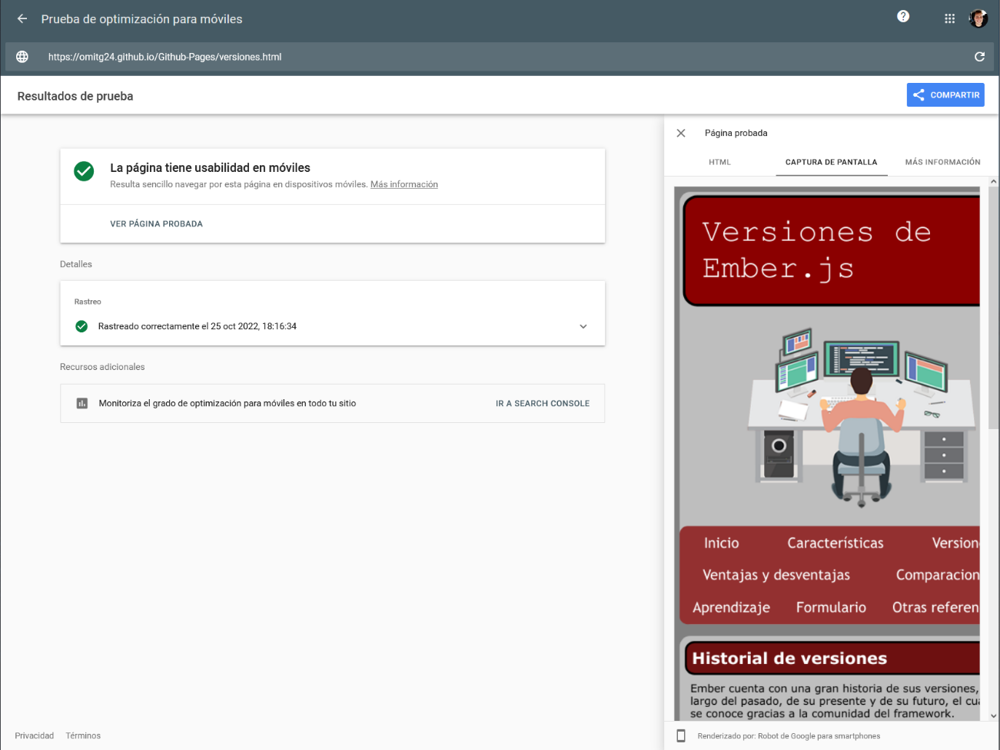 Prueba de optimización para móviles
https://omitg24.github.io/Github-Pages/versiones.html
Resultados de prueba
COMPARTIR
La página tiene usabilidad en móviles
Resulta sencillo navegar por esta página en dispositivos móviles. Más información
VER PÁGINA PROBADA
Detalles
Rastreo
Rastreado correctamente el 25 oct 2022, 18:16:34
Recursos adicionales
Monitoriza el grado de optimización para móviles en todo tu sitio
IR A SEARCH CONSOLE
Privacidad Términos
Página probada
HTML CAPTURA DE PANTALLA MÁS INFORMACIÓN
Versiones de
Ember.js
Inicio Características Version
Ventajas y desventajas Comparacion
Aprendizaje Formulario Otras referen
Historial de versiones
Ember cuenta con una gran historia de sus versiones,
largo del pasado, de su presente y de su futuro, el cu
se conoce gracias a la comunidad del framework.
Renderizado por: Robot de Google para smartphones